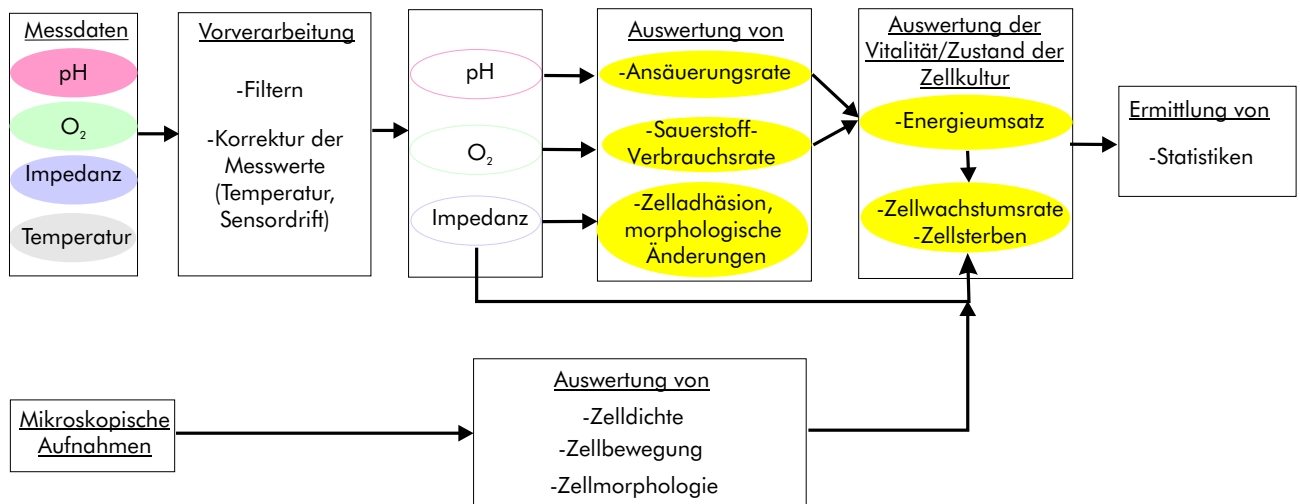 Messdaten
pH
O₂
Impedanz
Temperatur
Vorverarbeitung
-Filtern
-Korrektur der
Messwerte
(Temperatur,
Sensordrift)
pH
O₂
Impedanz
Auswertung von
-Ansäuerungsrate
-Sauerstoff-
Verbrauchsrate
-Zelladhäsion,
morphologische
Änderungen
Auswertung der
Vitalität/Zustand der
Zellkultur
-Energieumsatz
-Zellwachstumsrate
-Zellsterben
Ermittlung von
-Statistiken
Mikroskopische
Aufnahmen
Auswertung von
-Zelldichte
-Zellbewegung
-Zellmorphologie